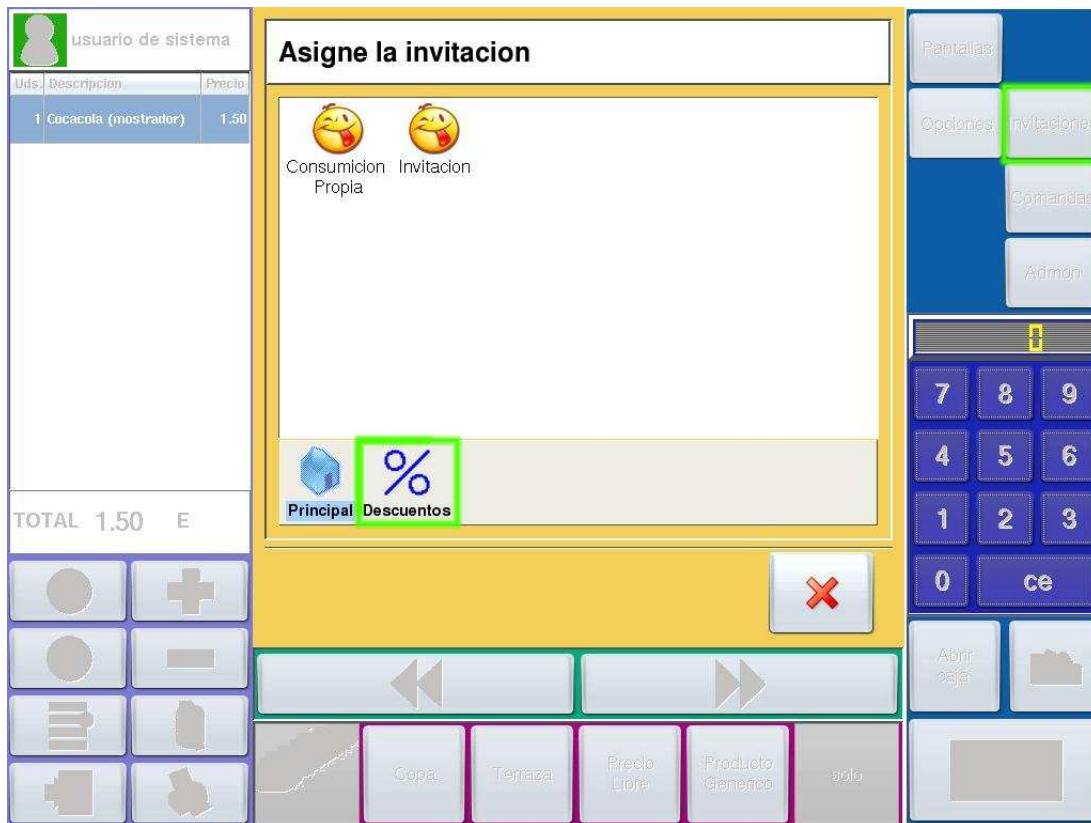 usuario de sistema
Uds. Descripcion Precio
1 Cocacola (mostrador) 1.50
TOTAL 1.50 E
Asigne la invitacion
Consumicion
Propia
Invitacion
Principal
Descuentos
Copa
Terraza
Precio
Libre
Producto
Generico
solo
Pantallas
Opciones
Invitaciones
Comandas
Admon
0
7 8 9
4 5 6
1 2 3
0 ce
Abrir
caja